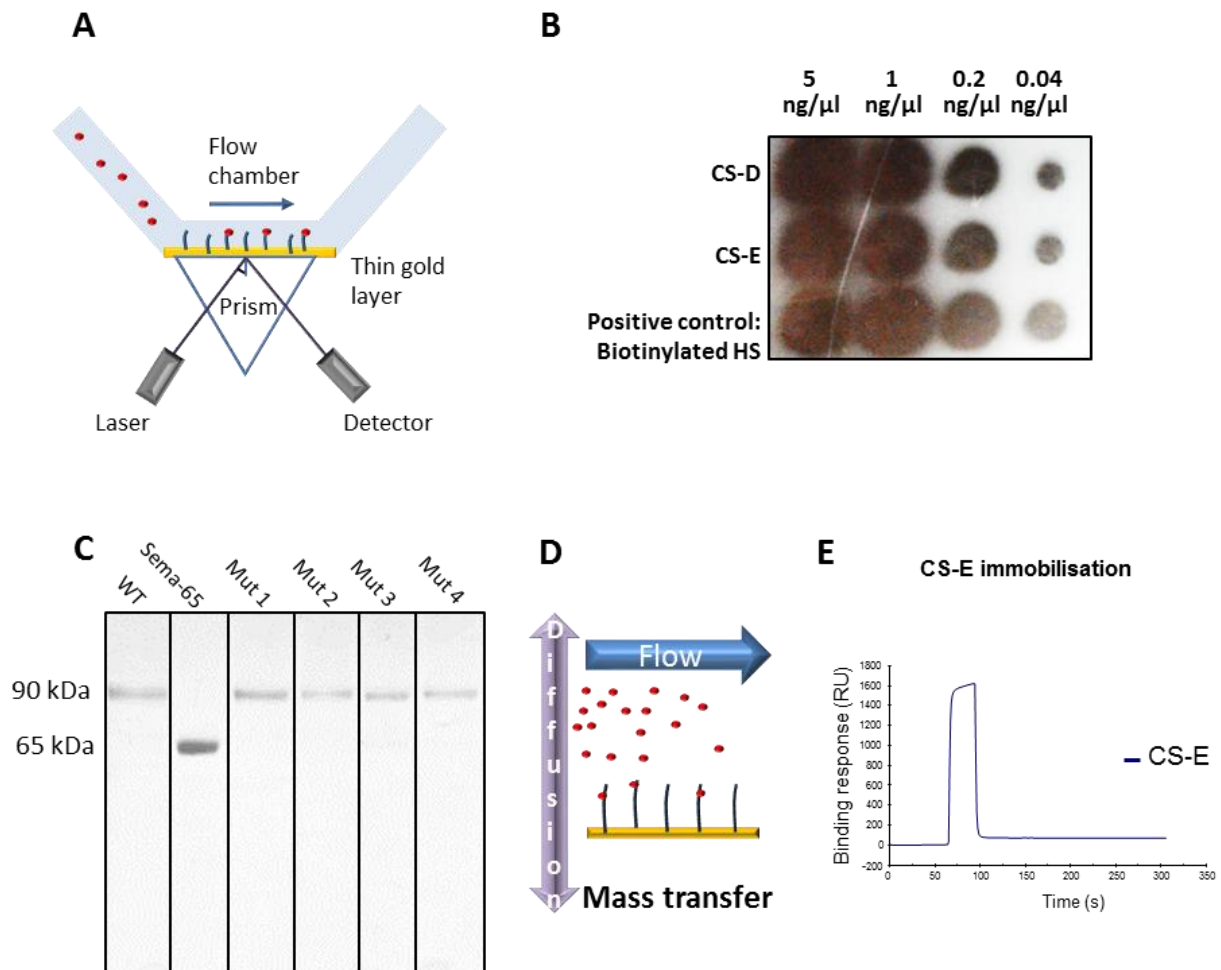 A
Flow
chamber
Thin gold
layer
Prism
Laser
Detector
B
5
ng/µl
1
ng/µl
0.2
ng/µl
0.04
ng/µl
CS-D
CS-E
Positive control:
Biotinylated HS
C
WT
Sema-65
Mut 1
Mut 2
Mut 3
Mut 4
90 kDa
65 kDa
D
Diffusion
Flow
Mass transfer
E
CS-E immobilisation
Binding response (RU)
1800
1600
1400
1200
1000
800
600
400
200
0
-200
0
50
100
150
200
250
300
350
Time (s)
CS-E